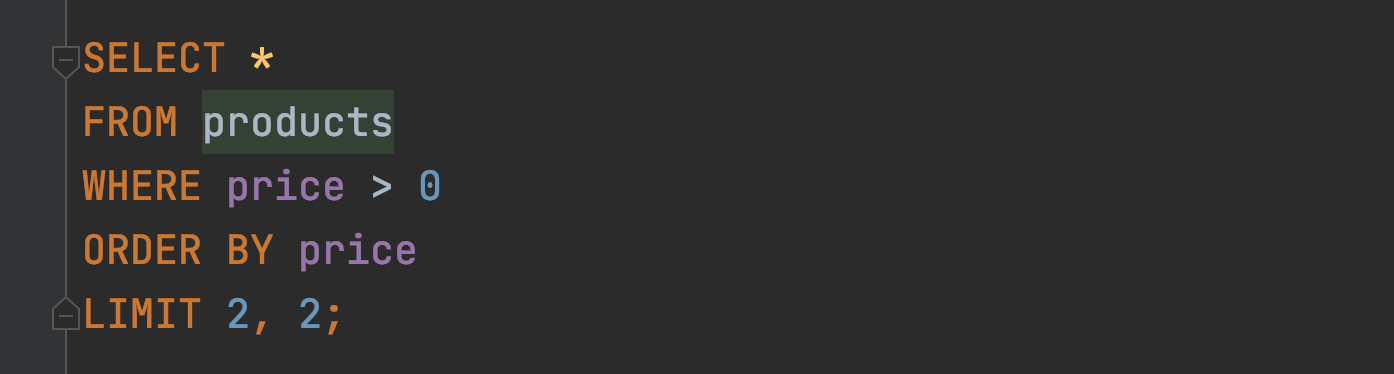 SELECT *
FROM products
WHERE price > 0
ORDER BY price
LIMIT 2, 2;